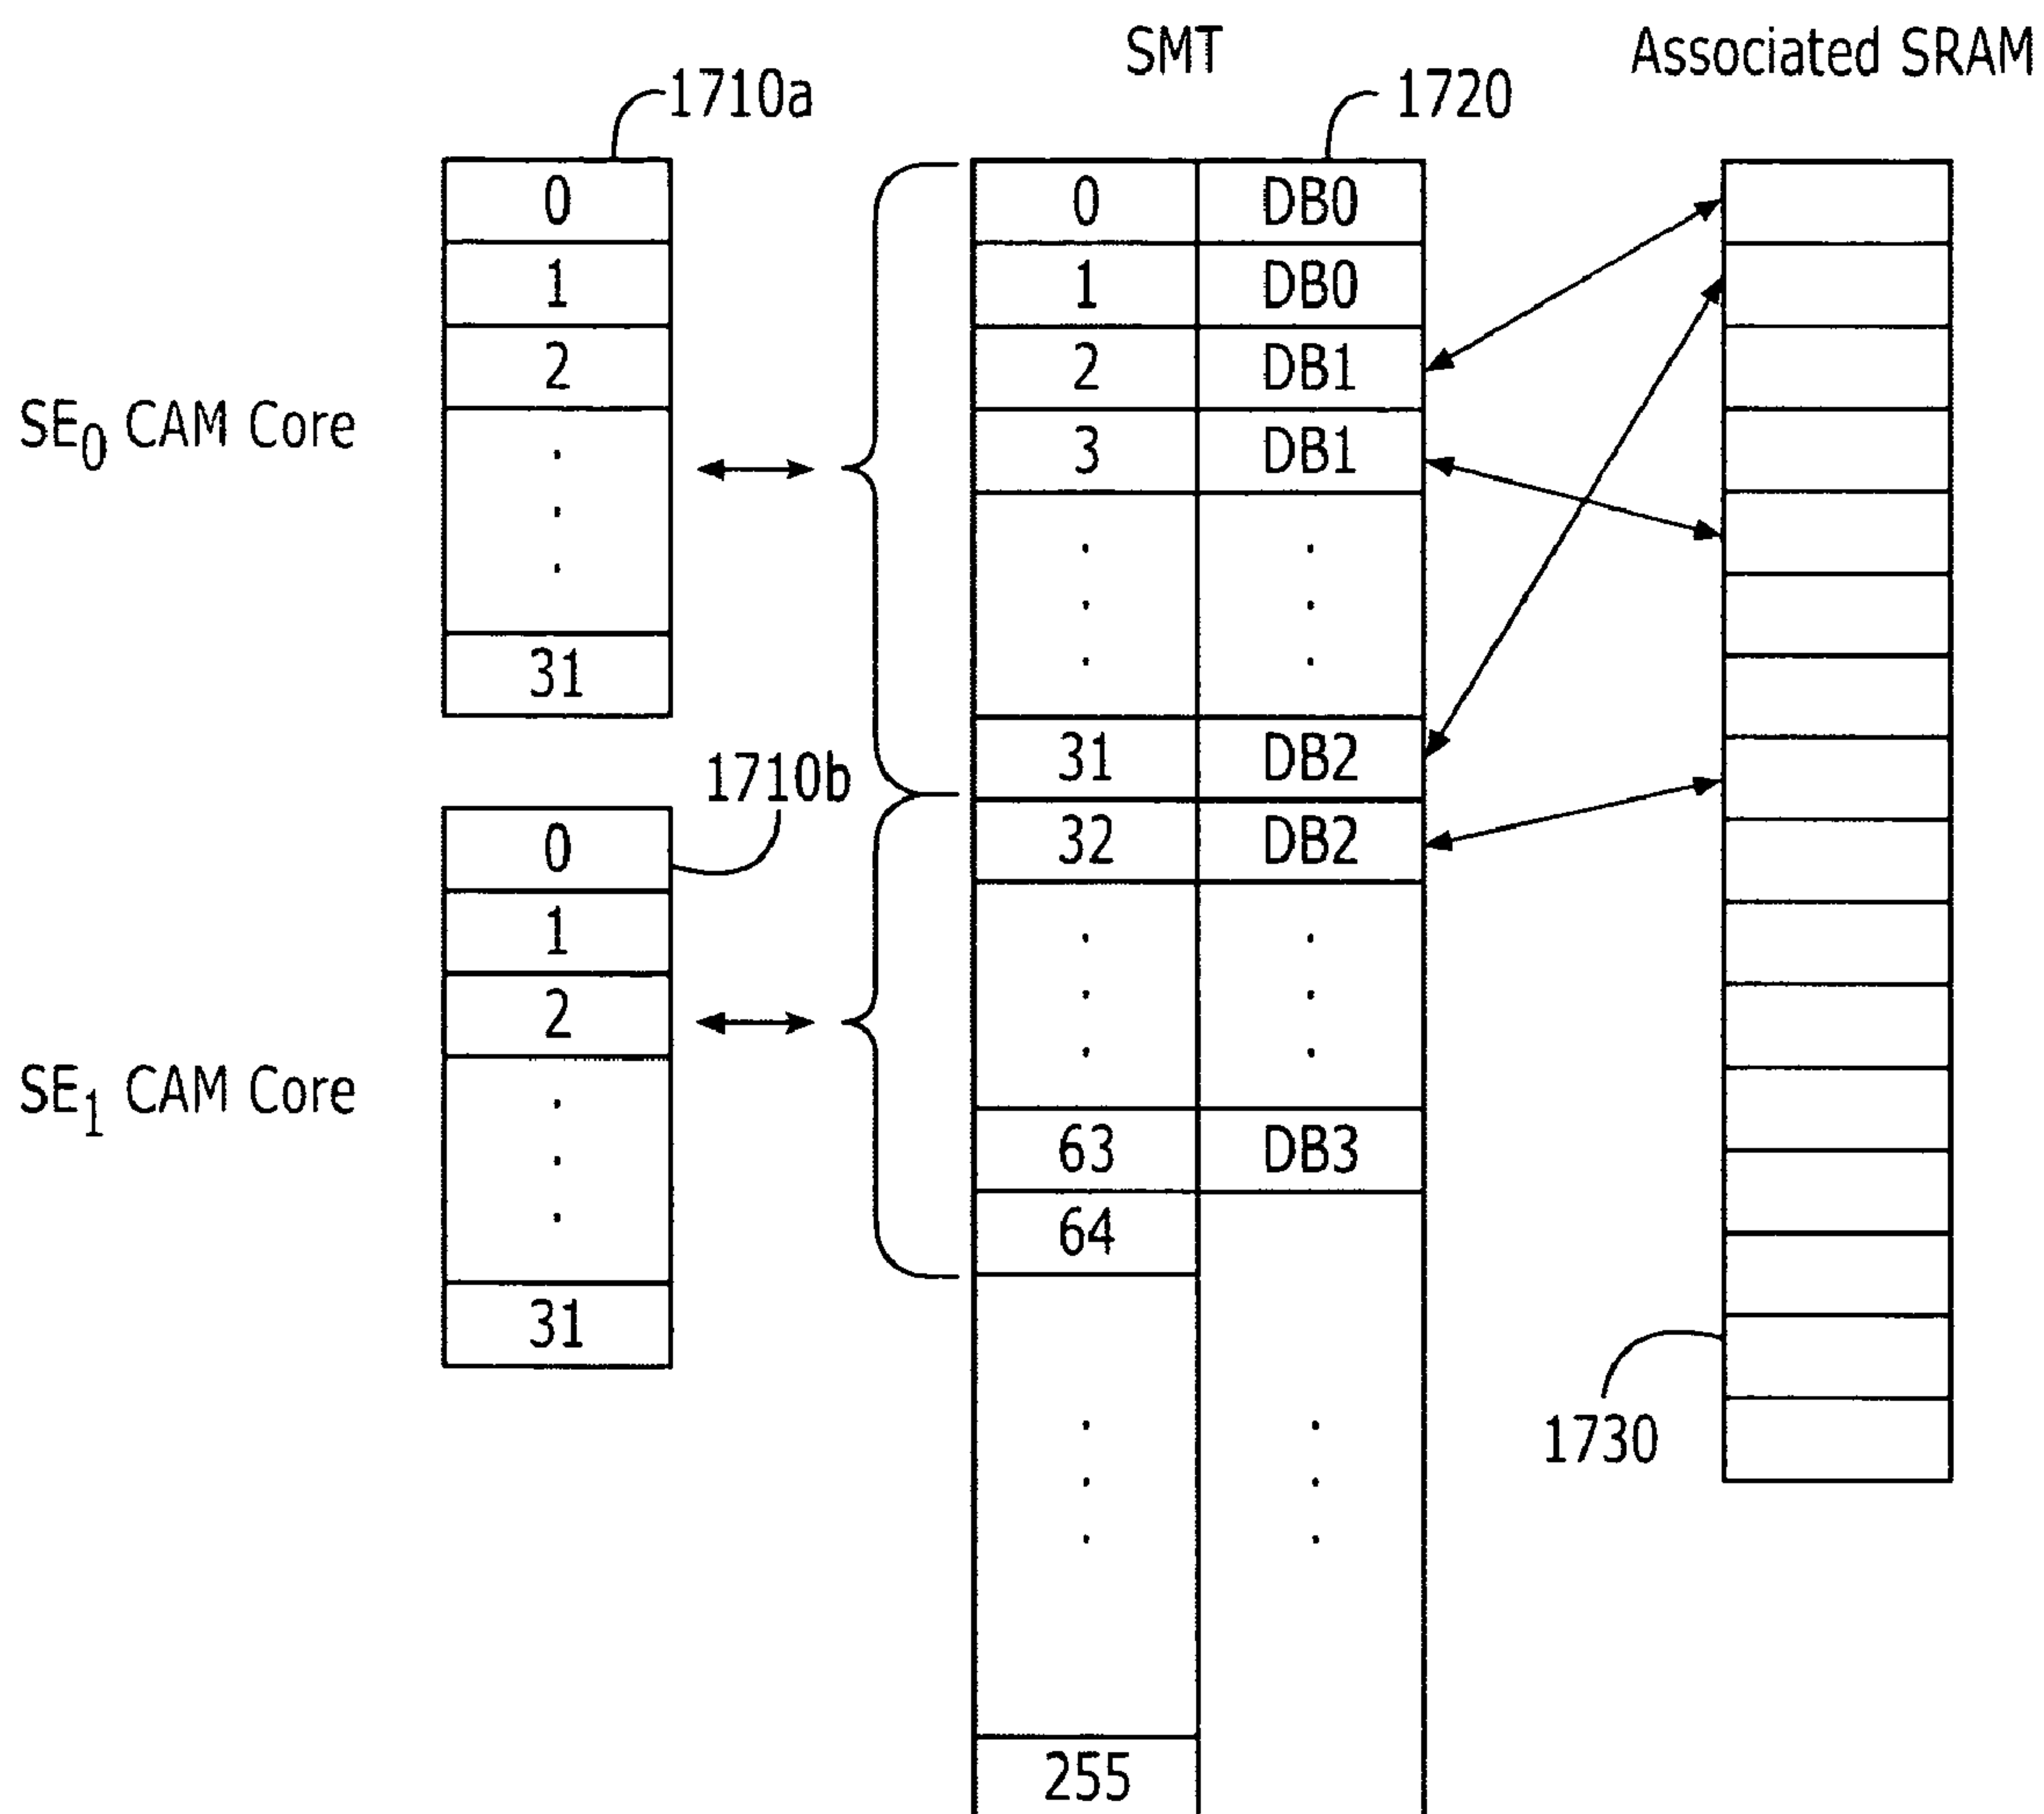 SMT
Associated SRAM
1710a
1720
0
1
2
.
.
.
31
SE0 CAM Core
0 DB0
1 DB0
2 DB1
3 DB1
. .
. .
. .
31 DB2
32 DB2
. .
. .
. .
63 DB3
64
. .
. .
. .
255
1710b
0
1
2
.
.
.
31
SE1 CAM Core
1730